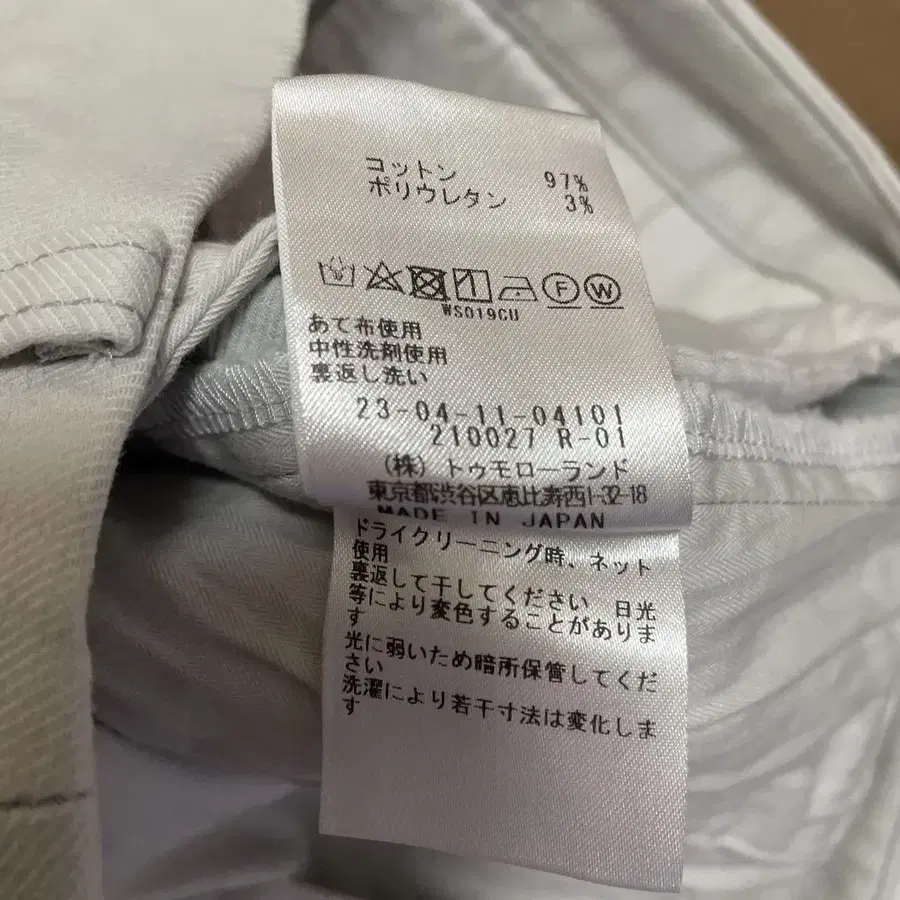 コットン 97%
ポリウレタン 3%
F W
WS019CU
あて布使用
中性洗剤使用
裏返し洗い
23-04-11-04101
210027 R-01
(株)トゥモローランド
東京都渋谷区恵比寿西1-32-18
MADE IN JAPAN
ドライクリーニング時、ネット
使用
裏返して干してください 日光
等により変色することがありま
す
光に弱いため暗所保管してくだ
さい
洗濯により若干寸法は変化しま
す